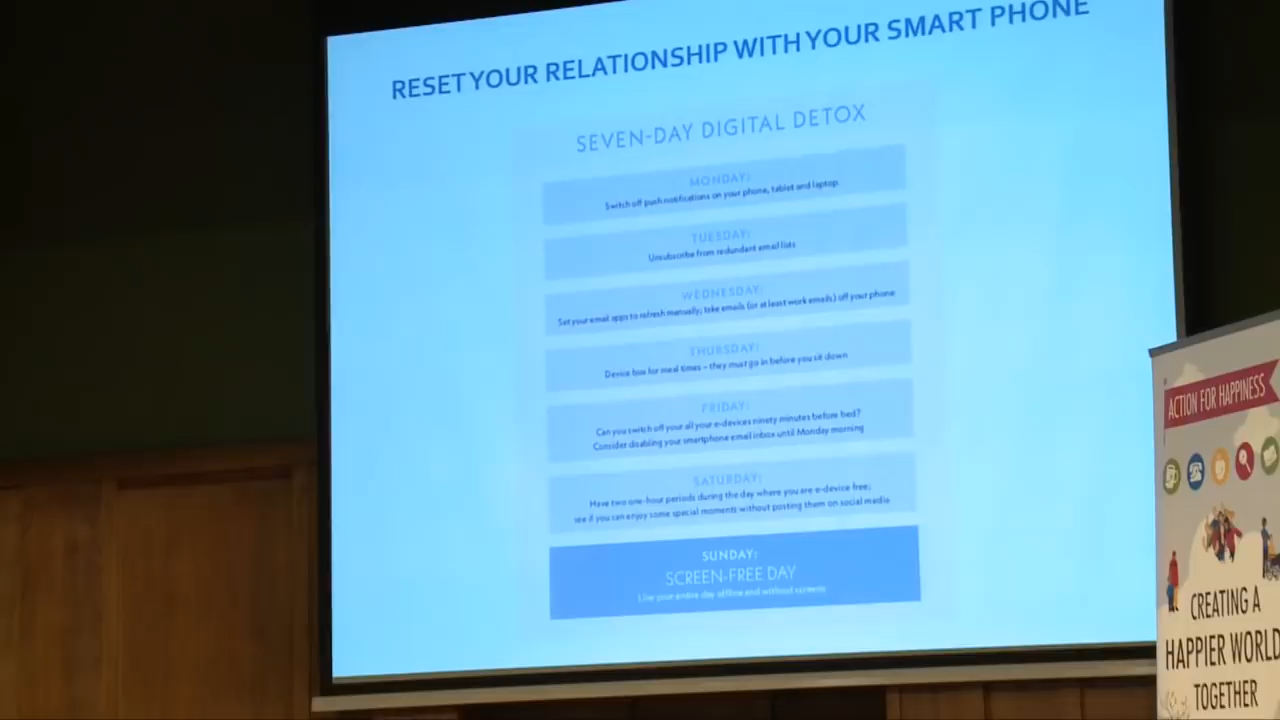 RESET YOUR RELATIONSHIP WITH YOUR SMART PHONE
SEVEN-DAY DIGITAL DETOX
MONDAY:
Switch off push notifications on your phone, tablet and laptop
TUESDAY:
Unsubscribe from redundant email lists
WEDNESDAY:
Set your email apps to refresh manually; take emails (or at least work emails) off your phone
THURSDAY:
Device box for meal times – they must go in before you sit down
FRIDAY:
Can you switch off your all your e-devices ninety minutes before bed?
Consider disabling your smartphone email inbox until Monday morning
SATURDAY:
Have two one-hour periods during the day where you are e-device free;
see if you can enjoy some special moments without posting them on social media
SUNDAY:
SCREEN-FREE DAY
Live your entire day offline and without screens
ACTION FOR HAPPINESS
CREATING A
HAPPIER WORLD
TOGETHER